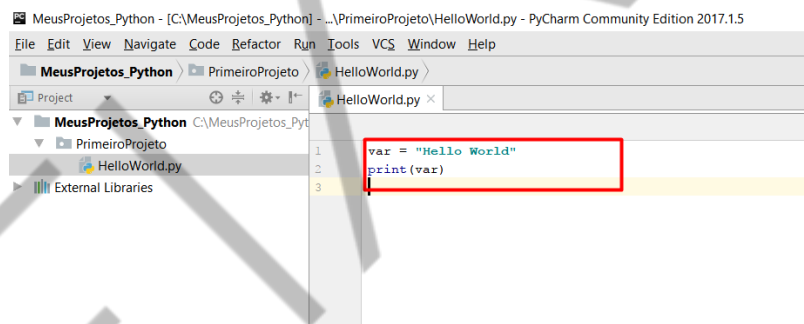 MeusProjetos_Python - [C:\MeusProjetos_Python] - ...\PrimeiroProjeto\HelloWorld.py - PyCharm Community Edition 2017.1.5
File Edit View Navigate Code Refactor Run Tools VCS Window Help
MeusProjetos_Python PrimeiroProjeto HelloWorld.py
Project HelloWorld.py
MeusProjetos_Python C:\MeusProjetos_Pyt
PrimeiroProjeto
HelloWorld.py
External Libraries
1 var = "Hello World"
2 print(var)
3